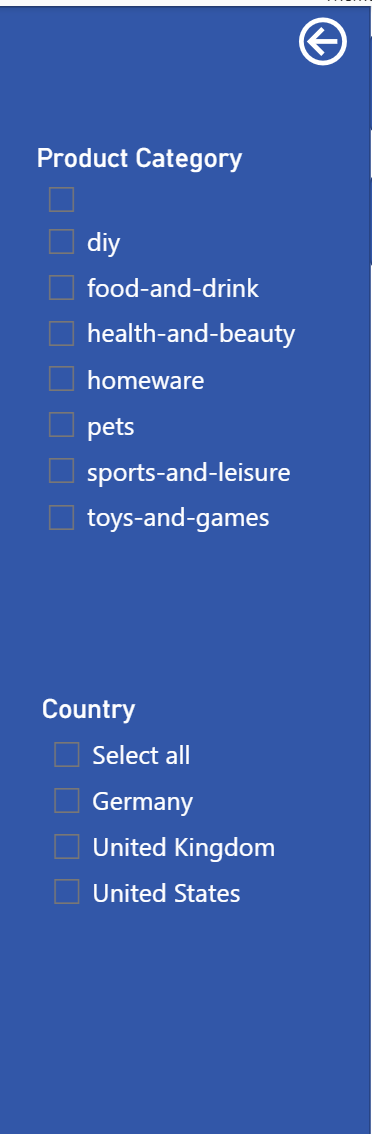 Product Category
diy
food-and-drink
health-and-beauty
homeware
pets
sports-and-leisure
toys-and-games
Country
Select all
Germany
United Kingdom
United States